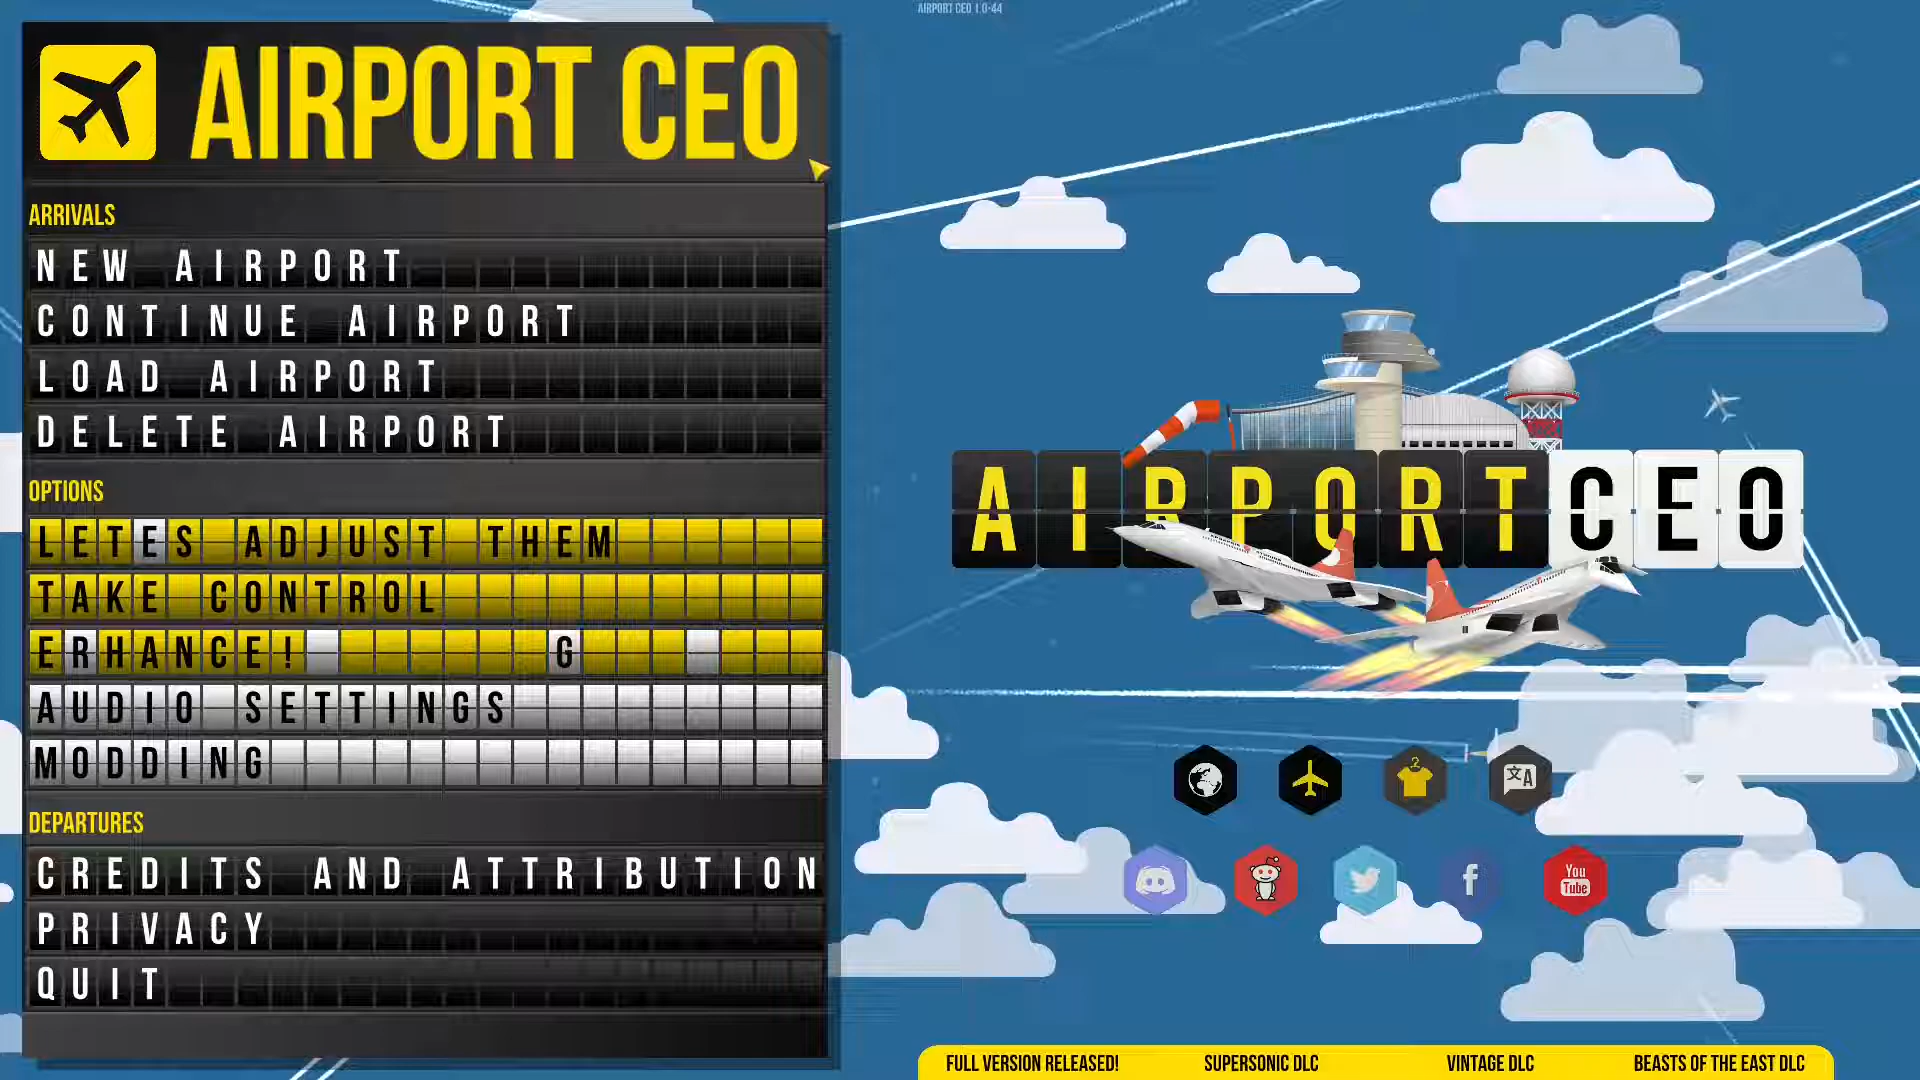 AIRPORT CEO 1.0-44
AIRPORT CEO
ARRIVALS
NEW AIRPORT
CONTINUE AIRPORT
LOAD AIRPORT
DELETE AIRPORT
OPTIONS
LETES ADJUST THEM
TAKE CONTROL
ERHANCE! G
AUDIO SETTINGS
MODDING
DEPARTURES
CREDITS AND ATTRIBUTION
PRIVACY
QUIT
AIRPORTCEO
You
Tube
FULL VERSION RELEASED!
SUPERSONIC DLC
VINTAGE DLC
BEASTS OF THE EAST DLC